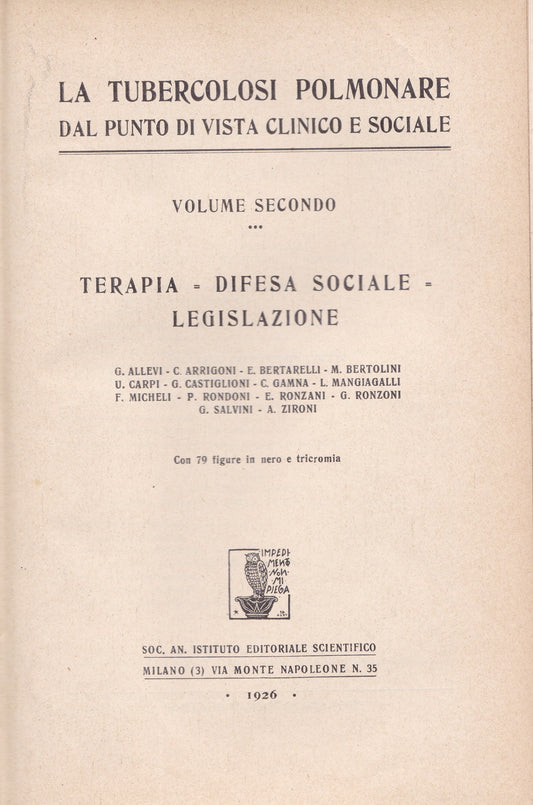 LA TUBERCOLOSI POLMONARE
DAL PUNTO DI VISTA CLINICO E SOCIALE
VOLUME SECONDO
TERAPIA = DIFESA SOCIALE =
LEGISLAZIONE
G. ALLEVI - C. ARRIGONI - E. BERTARELLI - M. BERTOLINI
U. CARPI - G. CASTIGLIONI - C. GAMNA - L. MANGIAGALLI
F. MICHELI - P. RONDONI - E. RONZANI - G. RONZONI
G. SALVINI - A. ZIRONI
Con 79 figure in nero e tricromia
IMPEDI
MENTO
NON
MI
PIEGA
SOC. AN. ISTITUTO EDITORIALE SCIENTIFICO
MILANO (3) VIA MONTE NAPOLEONE N. 35
• 1926 •